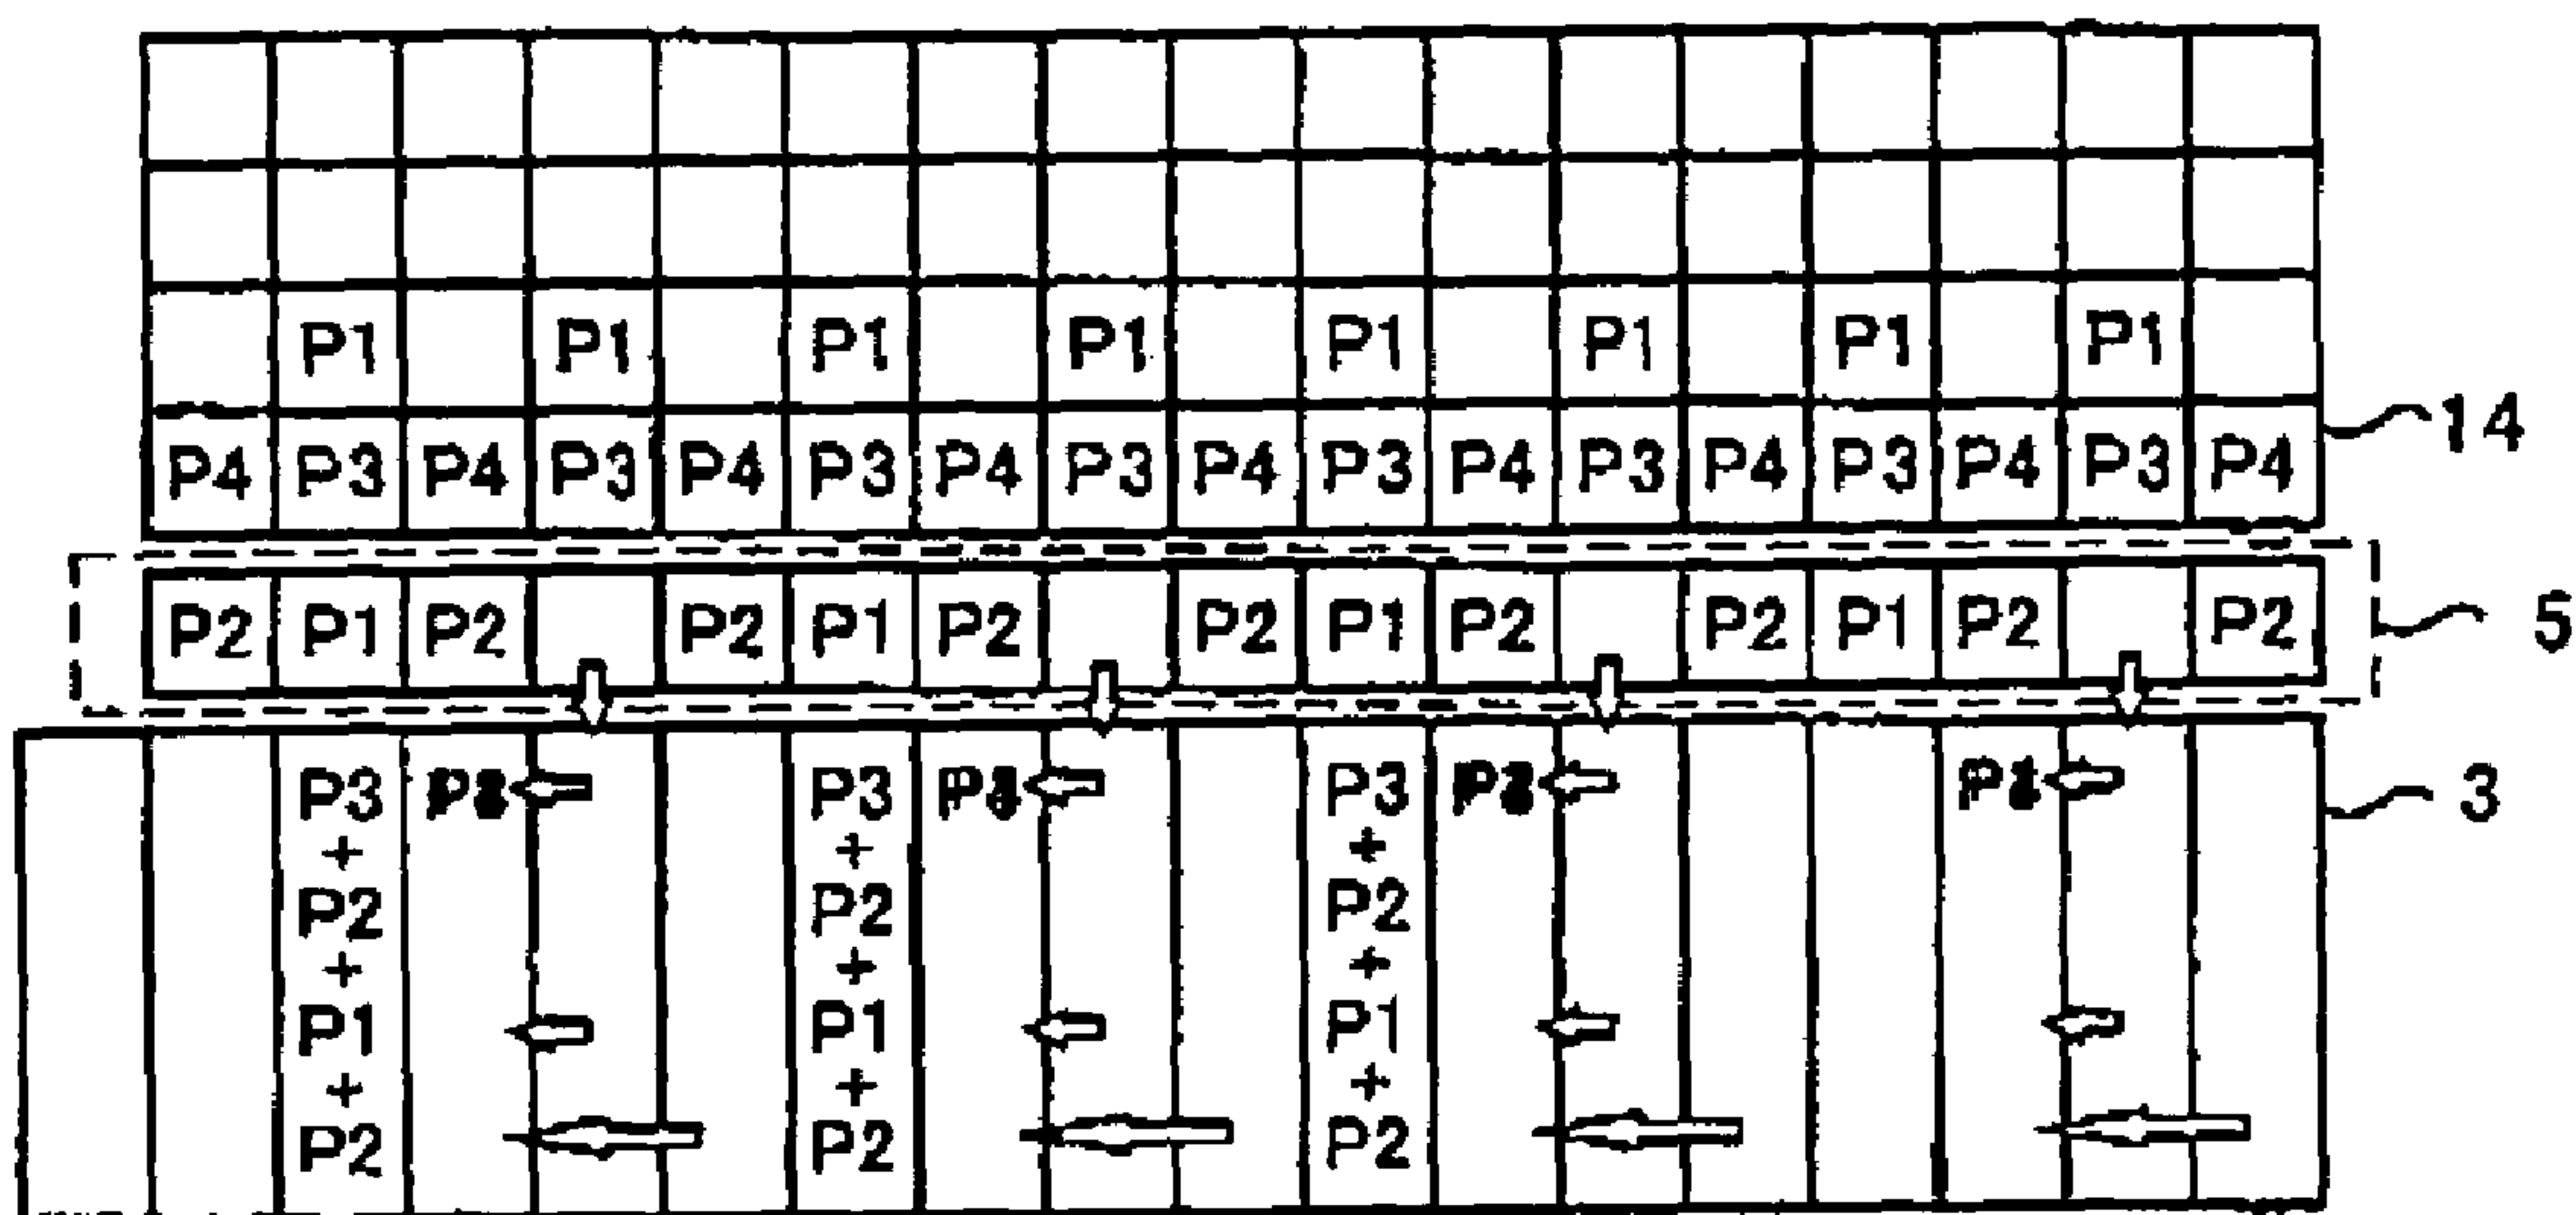 P1 P1 P1 P1 P1 P1 P1 P1
P4 P3 P4 P3 P4 P3 P4 P3 P4 P3 P4 P3 P4 P3 P4 P3 P4
14
P2 P1 P2 P2 P1 P2 P2 P1 P2 P2 P1 P2 P2
5
P3 P3 P3
3
+ + +
P2 P2 P2
+ + +
P1 P1 P1
+ + +
P2 P2 P2